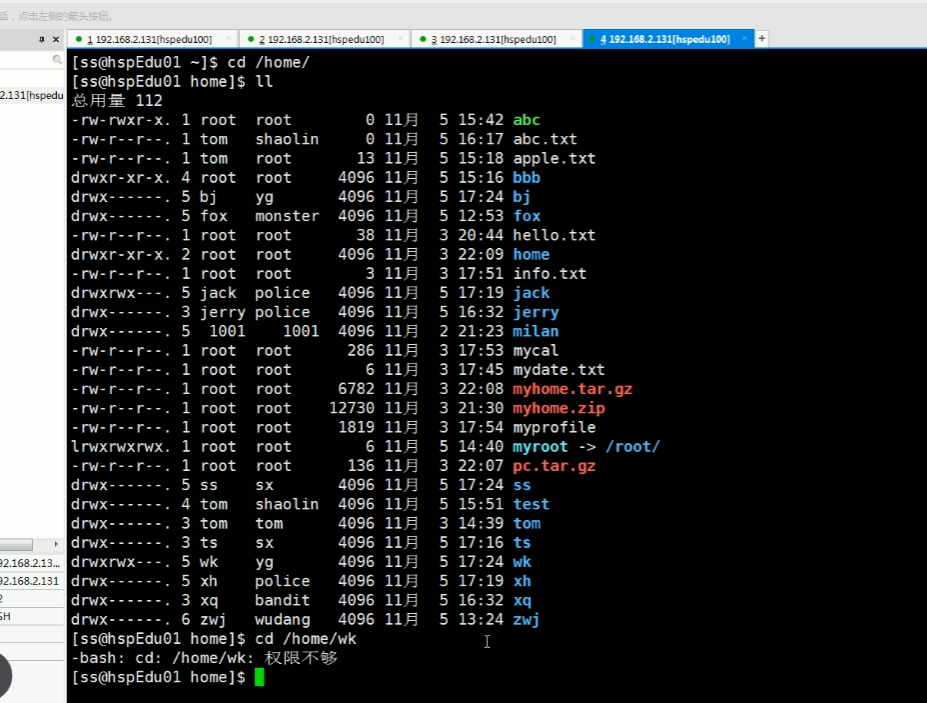 话，点击左侧的箭头按钮。
1 192.168.2.131[hspedu100] × 2 192.168.2.131[hspedu100] × 3 192.168.2.131[hspedu100] × 4 192.168.2.131[hspedu100] × +
2.131[hspedu
[ss@hspEdu01 ~]$ cd /home/
[ss@hspEdu01 home]$ ll
总用量 112
-rw-rwxr-x. 1 root  root        0 11月  5 15:42 abc
-rw-r--r--. 1 tom   shaolin     0 11月  5 16:17 abc.txt
-rw-r--r--. 1 tom   root       13 11月  5 15:18 apple.txt
drwxr-xr-x. 4 root  root     4096 11月  5 15:16 bbb
drwx------. 5 bj    yg       4096 11月  5 17:24 bj
drwx------. 5 fox   monster  4096 11月  5 12:53 fox
-rw-r--r--. 1 root  root       38 11月  3 20:44 hello.txt
drwxr-xr-x. 2 root  root     4096 11月  3 22:09 home
-rw-r--r--. 1 root  root        3 11月  3 17:51 info.txt
drwxrwx---. 5 jack  police   4096 11月  5 17:19 jack
drwx------. 3 jerry police   4096 11月  5 16:32 jerry
drwx------. 5  1001    1001  4096 11月  2 21:23 milan
-rw-r--r--. 1 root  root      286 11月  3 17:53 mycal
-rw-r--r--. 1 root  root        6 11月  3 17:45 mydate.txt
-rw-r--r--. 1 root  root     6782 11月  3 22:08 myhome.tar.gz
-rw-r--r--. 1 root  root    12730 11月  3 21:30 myhome.zip
-rw-r--r--. 1 root  root     1819 11月  3 17:54 myprofile
lrwxrwxrwx. 1 root  root        6 11月  5 14:40 myroot -> /root/
-rw-r--r--. 1 root  root      136 11月  3 22:07 pc.tar.gz
drwx------. 5 ss    sx       4096 11月  5 17:24 ss
drwx------. 4 tom   shaolin  4096 11月  5 15:51 test
drwx------. 3 tom   tom      4096 11月  3 14:39 tom
drwx------. 3 ts    sx       4096 11月  5 17:16 ts
drwxrwx---. 5 wk    yg       4096 11月  5 17:24 wk
drwx------. 5 xh    police   4096 11月  5 17:19 xh
drwx------. 3 xq    bandit   4096 11月  5 16:32 xq
drwx------. 6 zwj   wudang   4096 11月  5 13:24 zwj
[ss@hspEdu01 home]$ cd /home/wk
-bash: cd: /home/wk: 权限不够
[ss@hspEdu01 home]$
92.168.2.13...
92.168.2.131
2
SH